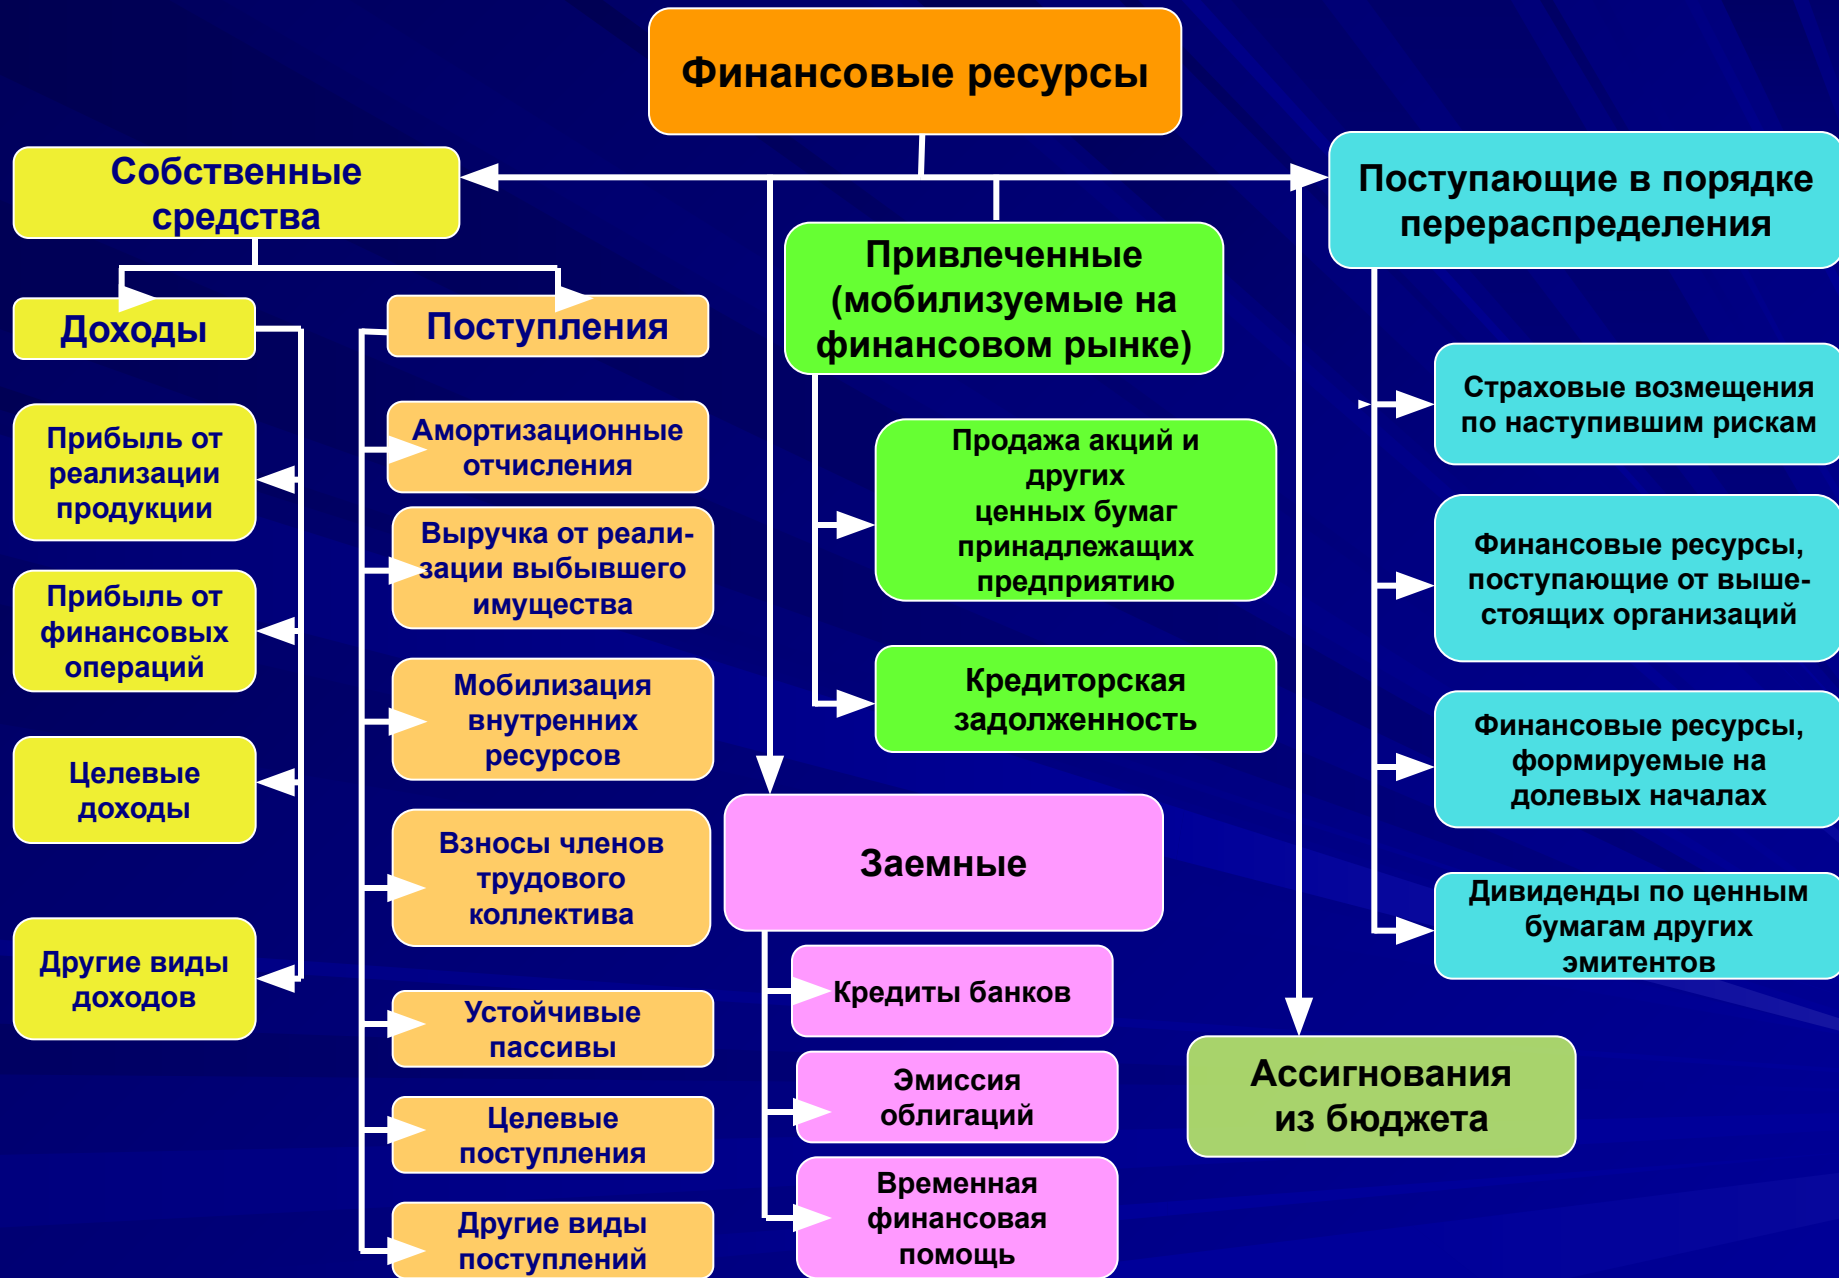 Финансовые ресурсы
Собственные
средства
Доходы
Прибыль от
реализации
продукции
Прибыль от
финансовых
операций
Целевые
доходы
Другие виды
доходов
Поступления
Амортизационные
отчисления
Выручка от реали-
зации выбывшего
имущества
Мобилизация
внутренних
ресурсов
Взносы членов
трудового
коллектива
Устойчивые
пассивы
Целевые
поступления
Другие виды
поступлений
Привлеченные
(мобилизуемые на
финансовом рынке)
Продажа акций и
других
ценных бумаг
принадлежащих
предприятию
Кредиторская
задолженность
Заемные
Кредиты банков
Эмиссия
облигаций
Временная
финансовая
помощь
Поступающие в порядке
перераспределения
Страховые возмещения
по наступившим рискам
Финансовые ресурсы,
поступающие от выше-
стоящих организаций
Финансовые ресурсы,
формируемые на
долевых началах
Дивиденды по ценным
бумагам других
эмитентов
Ассигнования
из бюджета